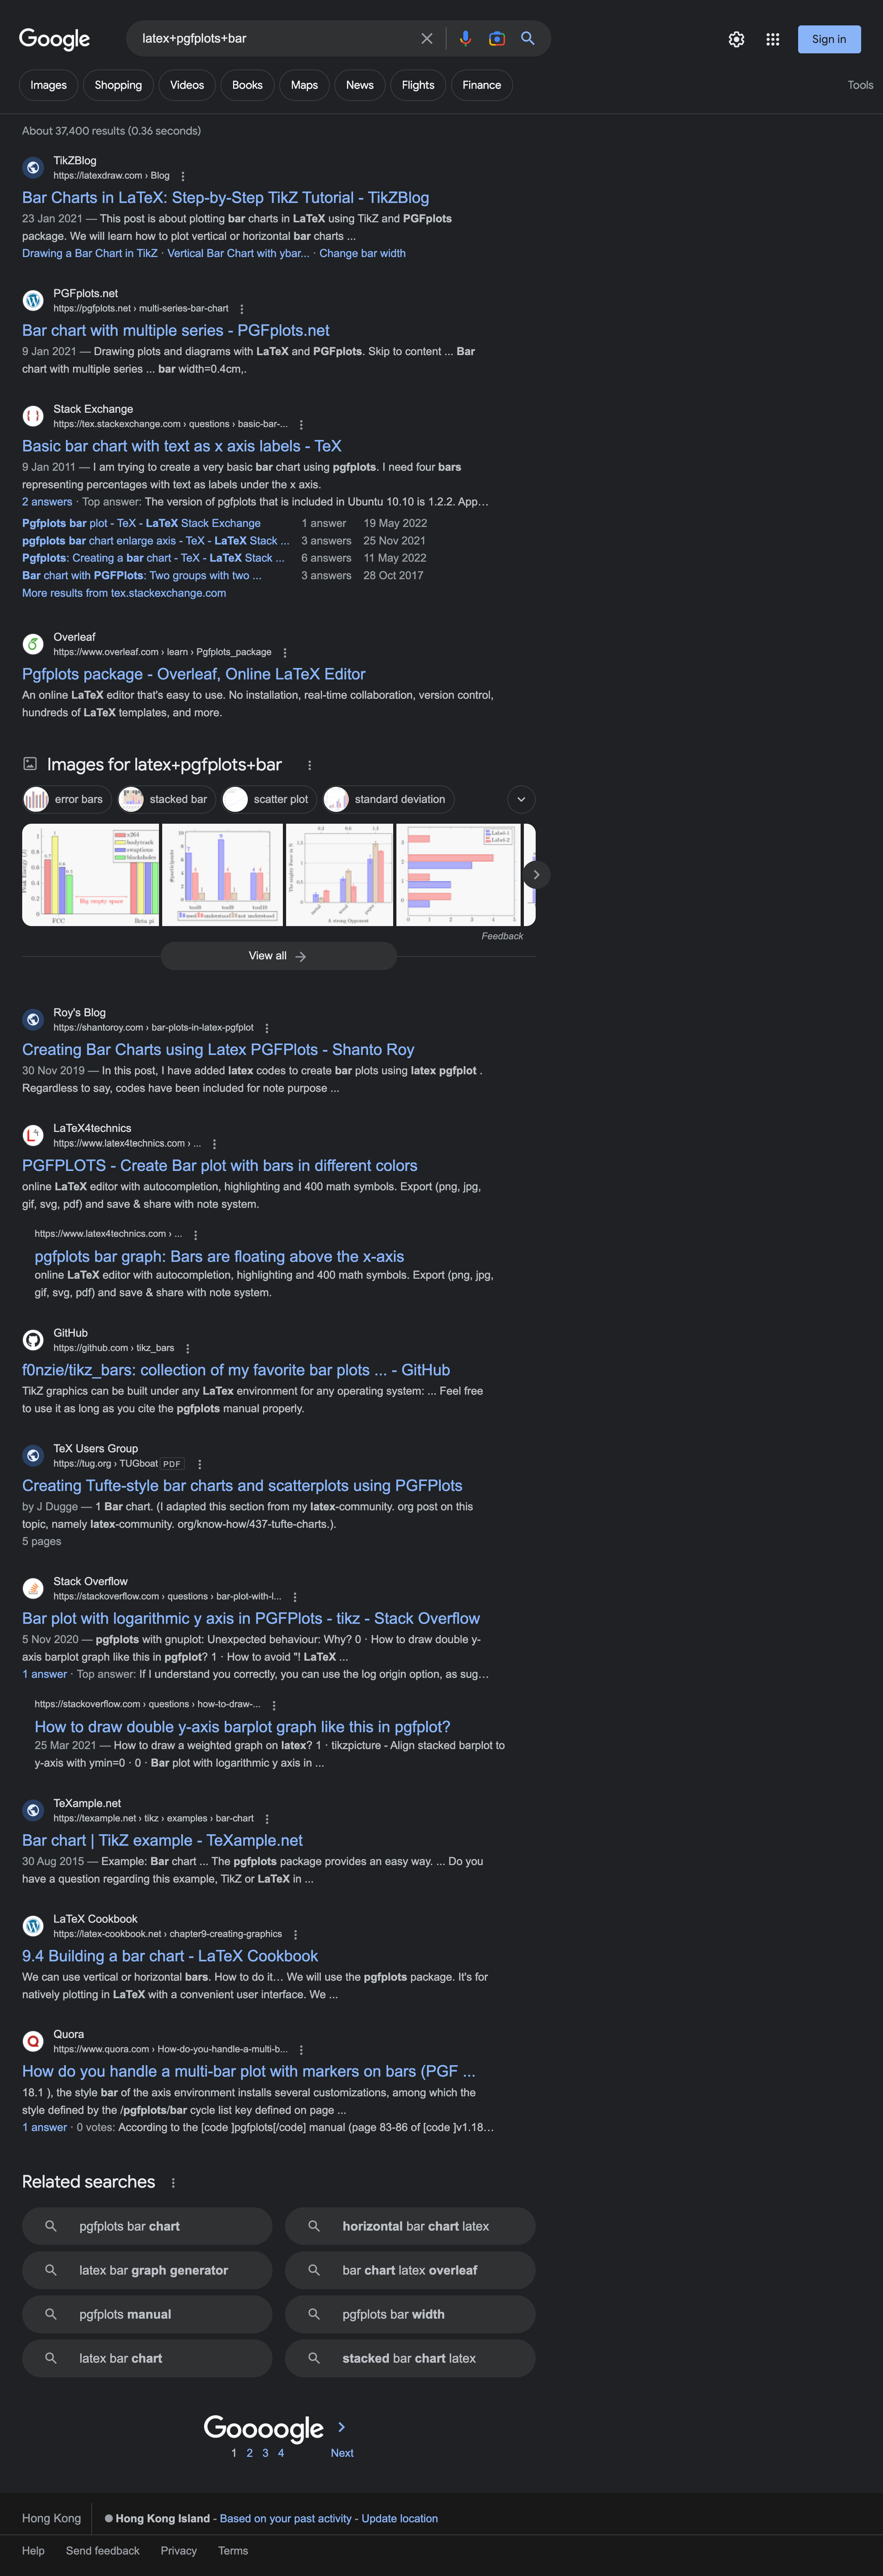 Google
latex+pgfplots+bar
Sign in
Images
Shopping
Videos
Books
Maps
News
Flights
Finance
Tools
About 37,400 results (0.36 seconds)
TikZBlog
https://latexdraw.com › Blog
Bar Charts in LaTeX: Step-by-Step TikZ Tutorial - TikZBlog
23 Jan 2021 — This post is about plotting bar charts in LaTeX using TikZ and PGFplots
package. We will learn how to plot vertical or horizontal bar charts ...
Drawing a Bar Chart in TikZ · Vertical Bar Chart with ybar... · Change bar width
PGFplots.net
https://pgfplots.net › multi-series-bar-chart
Bar chart with multiple series - PGFplots.net
9 Jan 2021 — Drawing plots and diagrams with LaTeX and PGFplots. Skip to content ... Bar
chart with multiple series ... bar width=0.4cm,.
Stack Exchange
https://tex.stackexchange.com › questions › basic-bar-...
Basic bar chart with text as x axis labels - TeX
9 Jan 2011 — I am trying to create a very basic bar chart using pgfplots. I need four bars
representing percentages with text as labels under the x axis.
2 answers · Top answer: The version of pgfplots that is included in Ubuntu 10.10 is 1.2.2. App…
Pgfplots bar plot - TeX - LaTeX Stack Exchange 1 answer 19 May 2022
pgfplots bar chart enlarge axis - TeX - LaTeX Stack ... 3 answers 25 Nov 2021
Pgfplots: Creating a bar chart - TeX - LaTeX Stack ... 6 answers 11 May 2022
Bar chart with PGFPlots: Two groups with two ... 3 answers 28 Oct 2017
More results from tex.stackexchange.com
Overleaf
https://www.overleaf.com › learn › Pgfplots_package
Pgfplots package - Overleaf, Online LaTeX Editor
An online LaTeX editor that's easy to use. No installation, real-time collaboration, version control,
hundreds of LaTeX templates, and more.
Images for latex+pgfplots+bar
error bars
stacked bar
scatter plot
standard deviation
x264
bodytrack
swaptions
blackscholes
Big empty space
FCC
Beta pi
#participants
tool8 tool9 tool10
Feedback
View all
Roy's Blog
https://shantoroy.com › bar-plots-in-latex-pgfplot
Creating Bar Charts using Latex PGFPlots - Shanto Roy
30 Nov 2019 — In this post, I have added latex codes to create bar plots using latex pgfplot .
Regardless to say, codes have been included for note purpose ...
LaTeX4technics
https://www.latex4technics.com › ...
PGFPLOTS - Create Bar plot with bars in different colors
online LaTeX editor with autocompletion, highlighting and 400 math symbols. Export (png, jpg,
gif, svg, pdf) and save & share with note system.
https://www.latex4technics.com › ...
pgfplots bar graph: Bars are floating above the x-axis
online LaTeX editor with autocompletion, highlighting and 400 math symbols. Export (png, jpg,
gif, svg, pdf) and save & share with note system.
GitHub
https://github.com › tikz_bars
f0nzie/tikz_bars: collection of my favorite bar plots ... - GitHub
TikZ graphics can be built under any LaTex environment for any operating system: ... Feel free
to use it as long as you cite the pgfplots manual properly.
TeX Users Group
https://tug.org › TUGboat PDF
Creating Tufte-style bar charts and scatterplots using PGFPlots
by J Dugge — 1 Bar chart. (I adapted this section from my latex-community. org post on this
topic, namely latex-community. org/know-how/437-tufte-charts.).
5 pages
Stack Overflow
https://stackoverflow.com › questions › bar-plot-with-l...
Bar plot with logarithmic y axis in PGFPlots - tikz - Stack Overflow
5 Nov 2020 — pgfplots with gnuplot: Unexpected behaviour: Why? 0 · How to draw double y-
axis barplot graph like this in pgfplot? 1 · How to avoid "! LaTeX ...
1 answer · Top answer: If I understand you correctly, you can use the log origin option, as sug…
https://stackoverflow.com › questions › how-to-draw-...
How to draw double y-axis barplot graph like this in pgfplot?
25 Mar 2021 — How to draw a weighted graph on latex? 1 · tikzpicture - Align stacked barplot to
y-axis with ymin=0 · 0 · Bar plot with logarithmic y axis in ...
TeXample.net
https://texample.net › tikz › examples › bar-chart
Bar chart | TikZ example - TeXample.net
30 Aug 2015 — Example: Bar chart ... The pgfplots package provides an easy way. ... Do you
have a question regarding this example, TikZ or LaTeX in ...
LaTeX Cookbook
https://latex-cookbook.net › chapter9-creating-graphics
9.4 Building a bar chart - LaTeX Cookbook
We can use vertical or horizontal bars. How to do it… We will use the pgfplots package. It's for
natively plotting in LaTeX with a convenient user interface. We ...
Quora
https://www.quora.com › How-do-you-handle-a-multi-b...
How do you handle a multi-bar plot with markers on bars (PGF ...
18.1 ), the style bar of the axis environment installs several customizations, among which the
style defined by the /pgfplots/bar cycle list key defined on page ...
1 answer · 0 votes: According to the [code ]pgfplots[/code] manual (page 83-86 of [code ]v1.18…
Related searches
pgfplots bar chart
horizontal bar chart latex
latex bar graph generator
bar chart latex overleaf
pgfplots manual
pgfplots bar width
latex bar chart
stacked bar chart latex
Goooogle
1 2 3 4 Next
Hong Kong
Hong Kong Island - Based on your past activity - Update location
Help Send feedback Privacy Terms